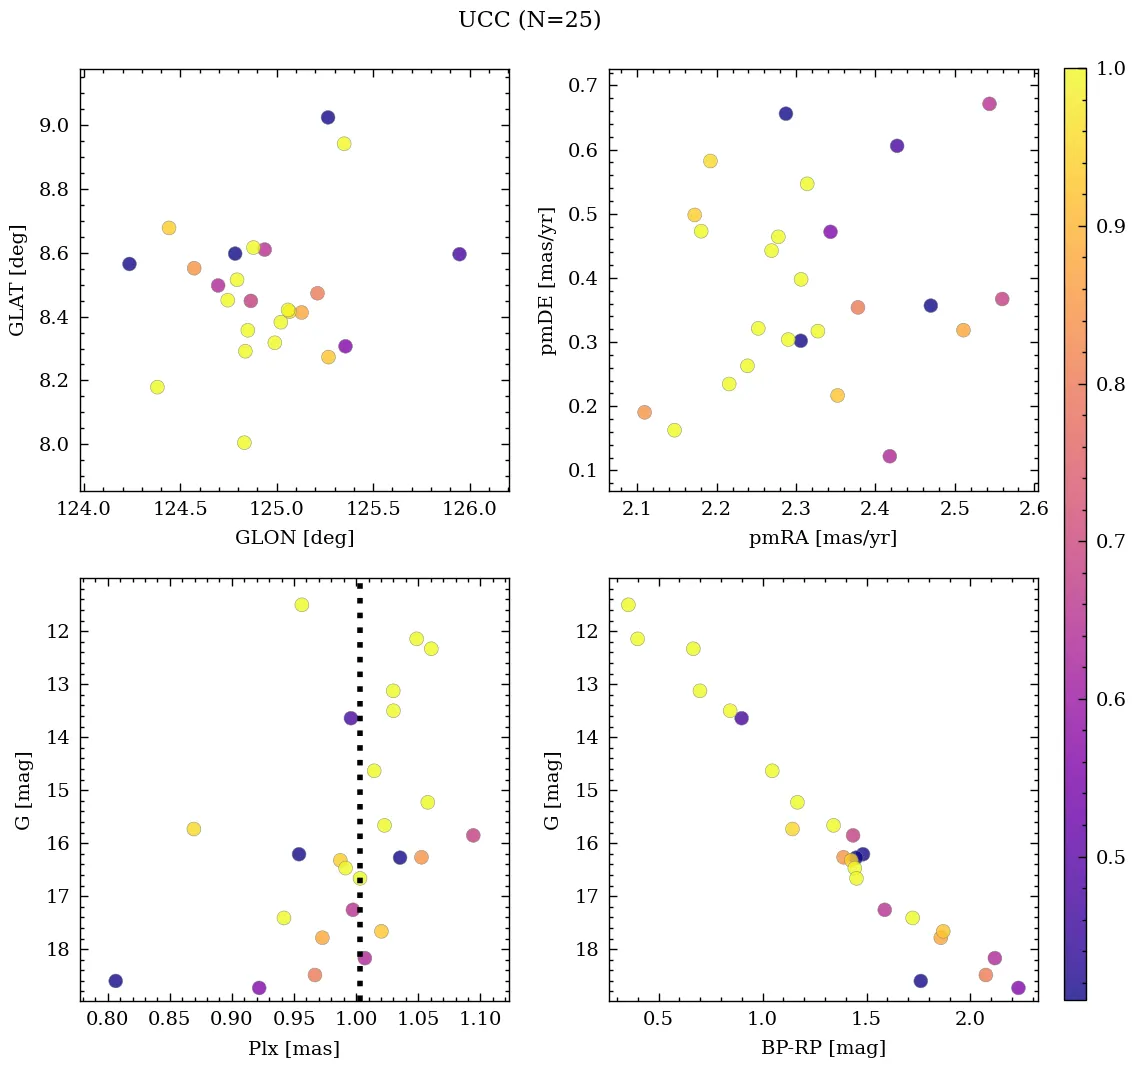 UCC (N=25)
9.0
8.8
8.6
8.4
8.2
8.0
GLAT [deg]
124.0 124.5 125.0 125.5 126.0
GLON [deg]
0.7
0.6
0.5
0.4
0.3
0.2
0.1
pmDE [mas/yr]
2.1 2.2 2.3 2.4 2.5 2.6
pmRA [mas/yr]
12
13
14
15
16
17
18
G [mag]
0.80 0.85 0.90 0.95 1.00 1.05 1.10
Plx [mas]
12
13
14
15
16
17
18
G [mag]
0.5 1.0 1.5 2.0
BP-RP [mag]
1.0
0.9
0.8
0.7
0.6
0.5